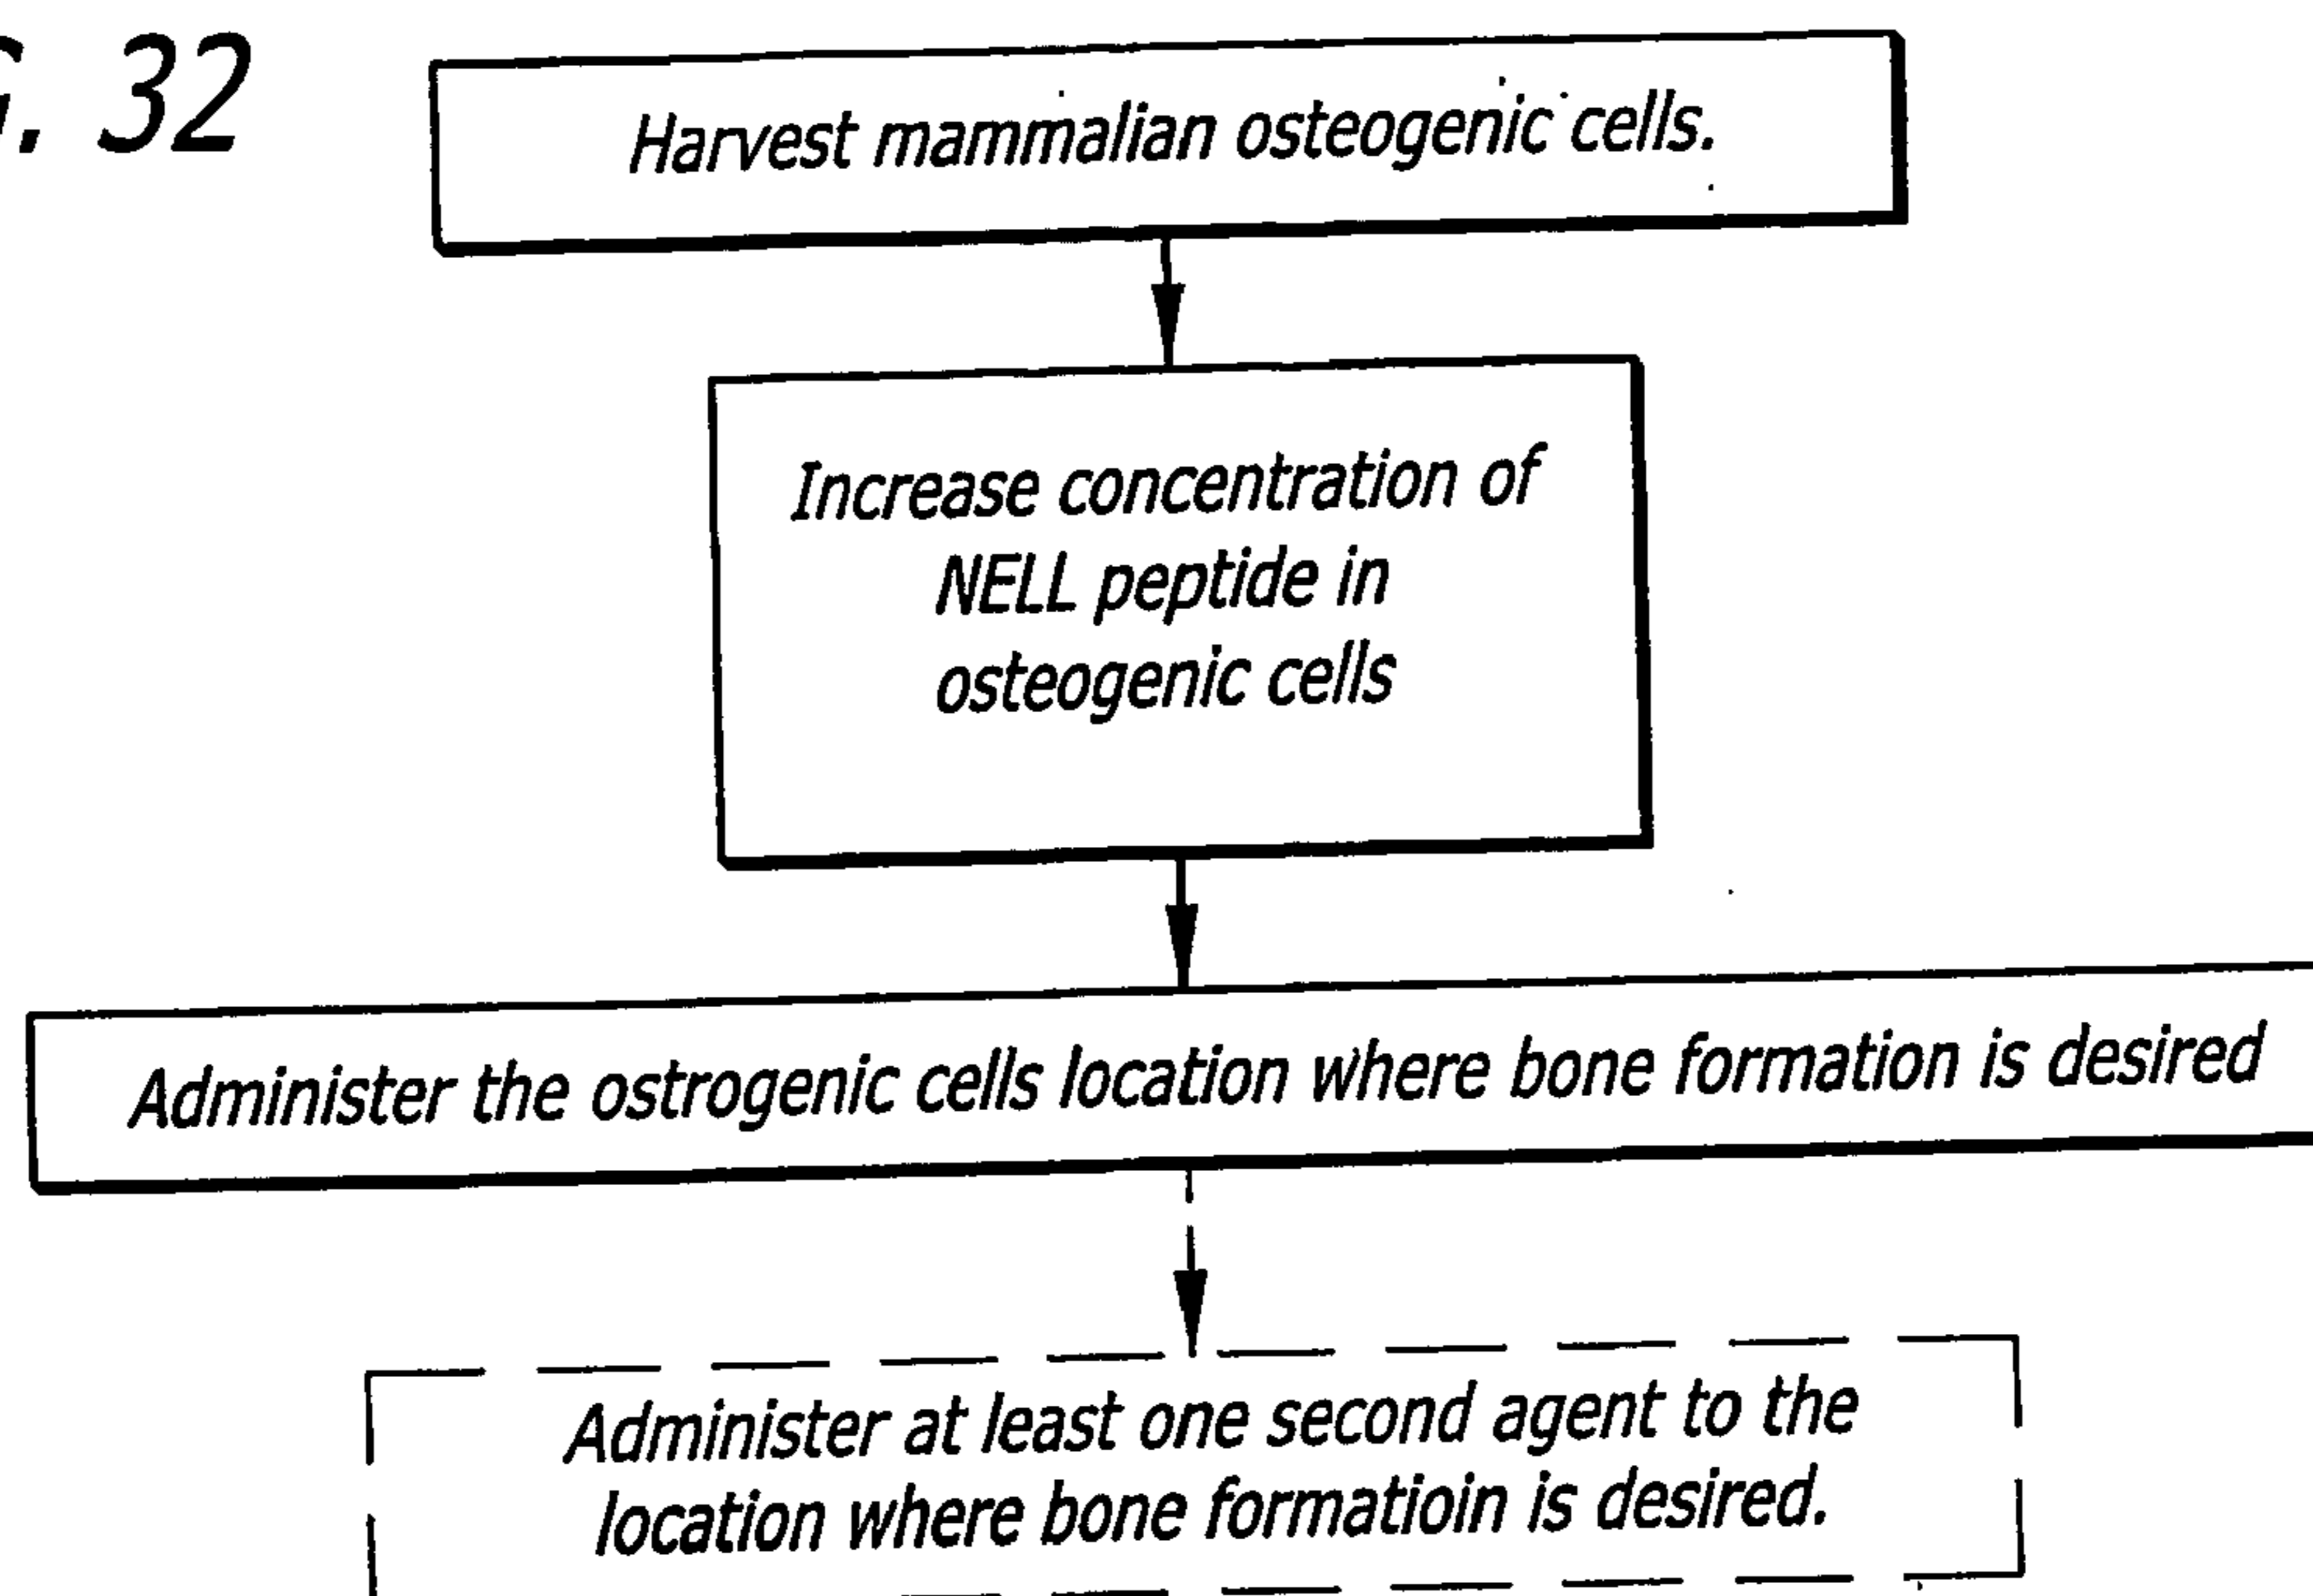 G. 32
Harvest mammalian osteogenic cells.
Increase concentration of
NELL peptide in
osteogenic cells
Administer the ostrogenic cells location where bone formation is desired
Administer at least one second agent to the
location where bone formatioin is desired.